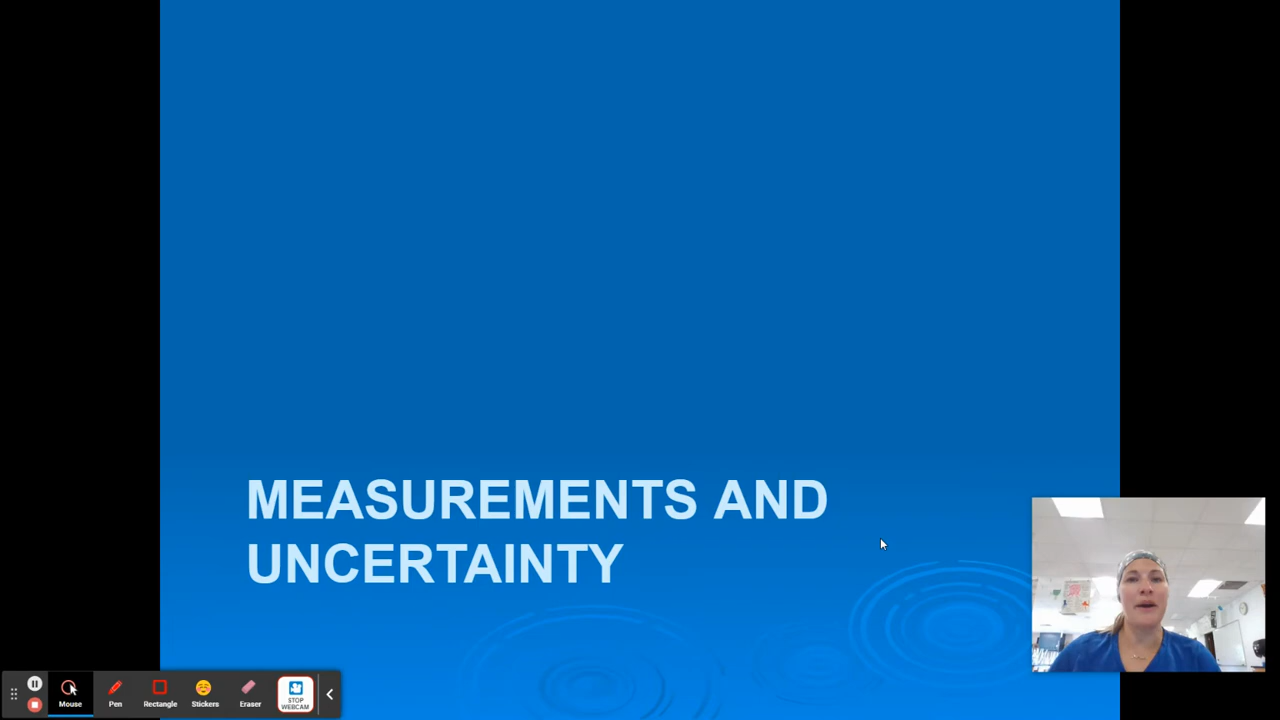 MEASUREMENTS AND
UNCERTAINTY
Mouse
Pen
Rectangle
Stickers
Eraser
STOP
WEBCAM